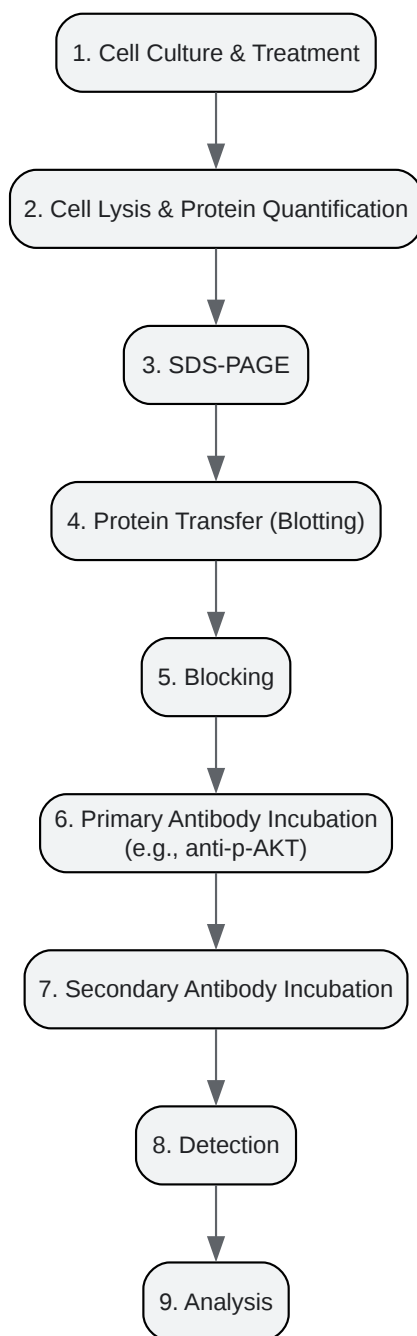 1. Cell Culture & Treatment
2. Cell Lysis & Protein Quantification
3. SDS-PAGE
4. Protein Transfer (Blotting)
5. Blocking
6. Primary Antibody Incubation
(e.g., anti-p-AKT)
7. Secondary Antibody Incubation
8. Detection
9. Analysis